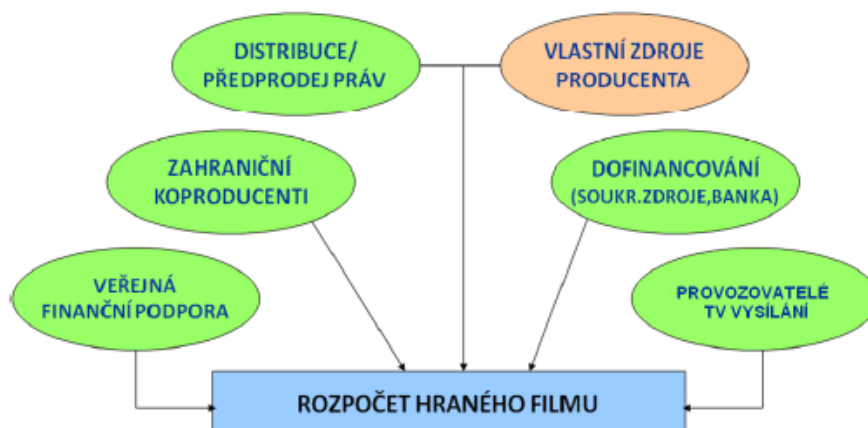 DISTRIBUCE/
PŘEDPRODEJ PRÁV
VLASTNÍ ZDROJE
PRODUCENTA
ZAHRANIČNÍ
KOPRODUCENTI
DOFINANCOVÁNÍ
(SOUKR.ZDROJE,BANKA)
VEŘEJNÁ
FINANČNÍ PODPORA
PROVOZOVATELÉ
TV VYSÍLÁNÍ
ROZPOČET HRANÉHO FILMU